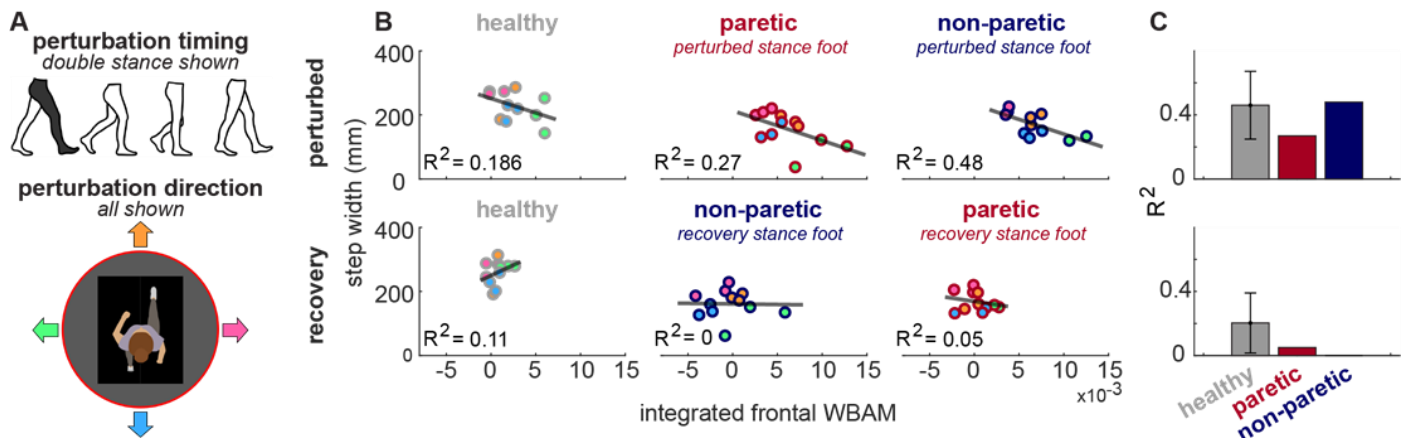 A
perturbation timing
double stance shown
perturbation direction
all shown
B
healthy
paretic
perturbed stance foot
non-paretic
perturbed stance foot
perturbed
400
200
0
R² = 0.186
R² = 0.27
R² = 0.48
step width (mm)
healthy
non-paretic
recovery stance foot
paretic
recovery stance foot
recovery
400
200
0
R² = 0.11
R² = 0
R² = 0.05
-5 0 5 10 15
-5 0 5 10 15
-5 0 5 10 15
×10⁻³
integrated frontal WBAM
C
0.4
0
R²
0.4
0
healthy
paretic
non-paretic